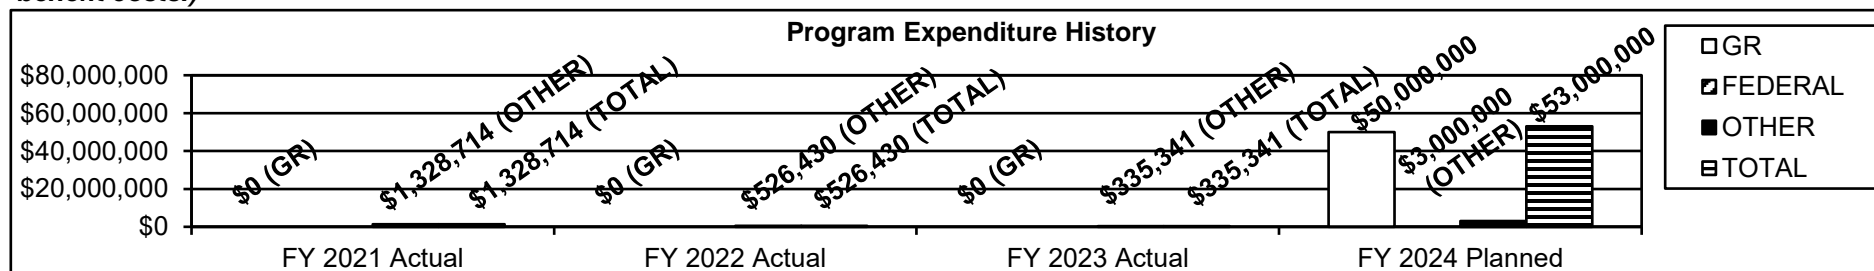 benefit costs.)
Program Expenditure History
$80,000,000
$60,000,000
$40,000,000
$20,000,000
$0
$0 (GR)
$1,328,714 (OTHER)
$1,328,714 (TOTAL)
$0 (GR)
$526,430 (OTHER)
$526,430 (TOTAL)
$0 (GR)
$335,341 (OTHER)
$335,341 (TOTAL)
$50,000,000
$3,000,000
(OTHER)
$53,000,000
FY 2021 Actual
FY 2022 Actual
FY 2023 Actual
FY 2024 Planned
GR
FEDERAL
OTHER
TOTAL